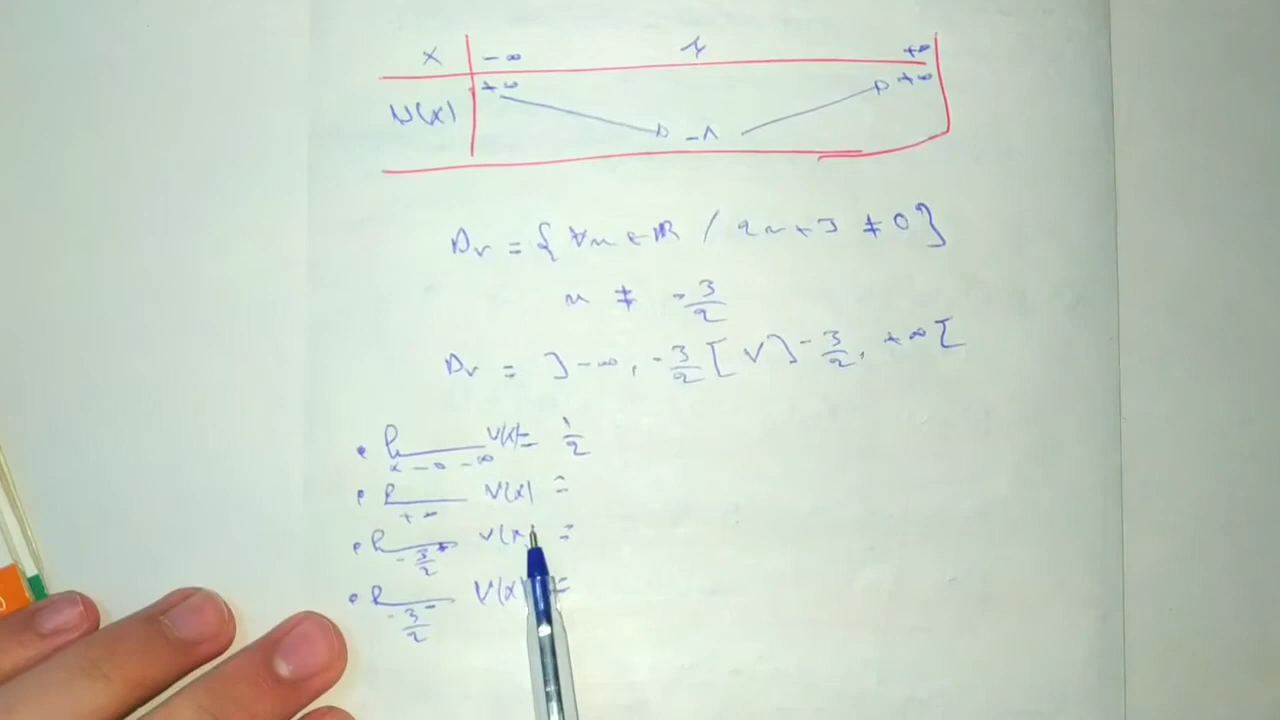 x -∞ 1 +∞
U(x) +∞ -1 +∞
Dv = { ∀x ∈ ℝ / 2x+3 ≠ 0 }
x ≠ -3/2
Dv = ]-∞, -3/2[ ∪ ]-3/2, +∞[
• lim x→-∞ V(x) = 1/2
• lim +∞ V(x) =
• lim -3/2+ V(x) =
• lim -3/2- V(x) =